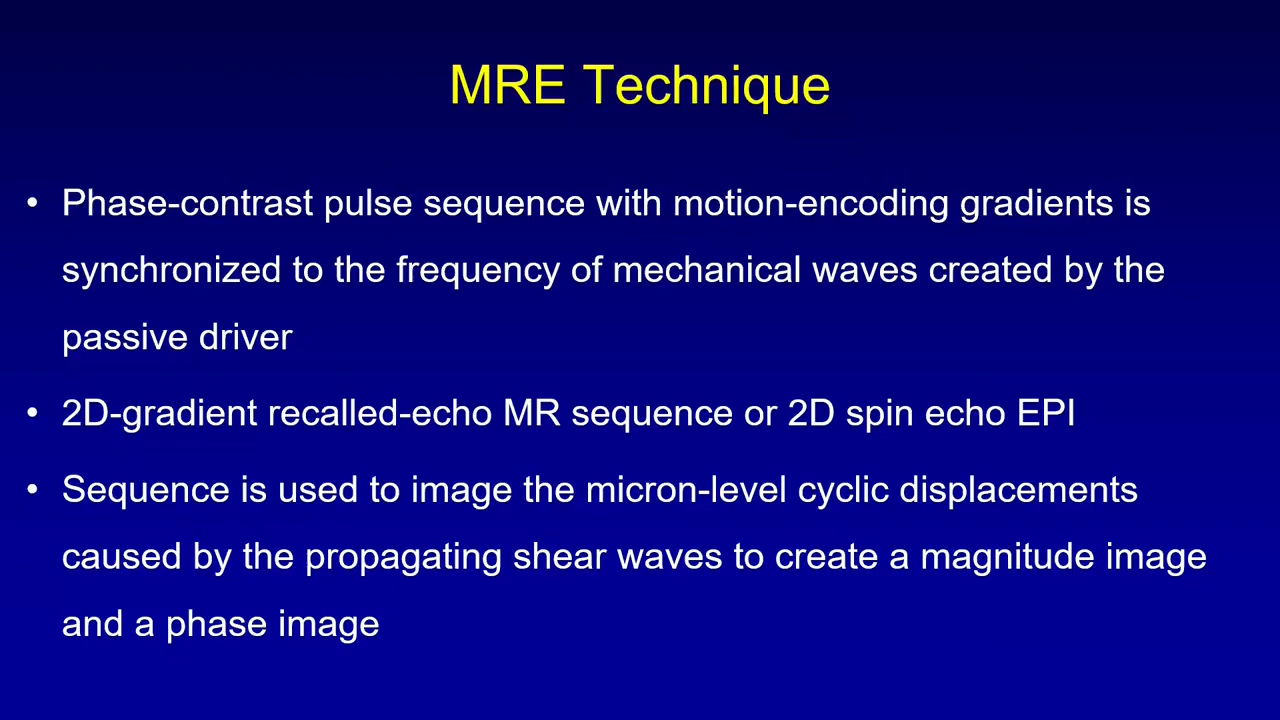 MRE Technique
• Phase-contrast pulse sequence with motion-encoding gradients is
synchronized to the frequency of mechanical waves created by the
passive driver
• 2D-gradient recalled-echo MR sequence or 2D spin echo EPI
• Sequence is used to image the micron-level cyclic displacements
caused by the propagating shear waves to create a magnitude image
and a phase image